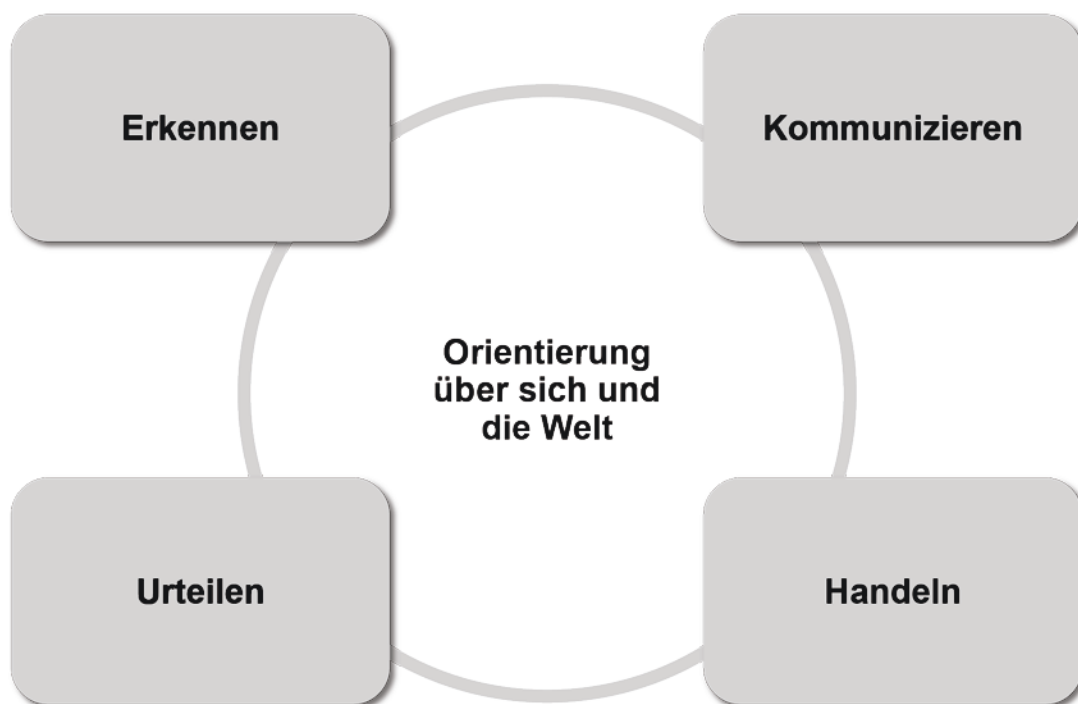 Erkennen
Kommunizieren
Orientierung
über sich und
die Welt
Urteilen
Handeln